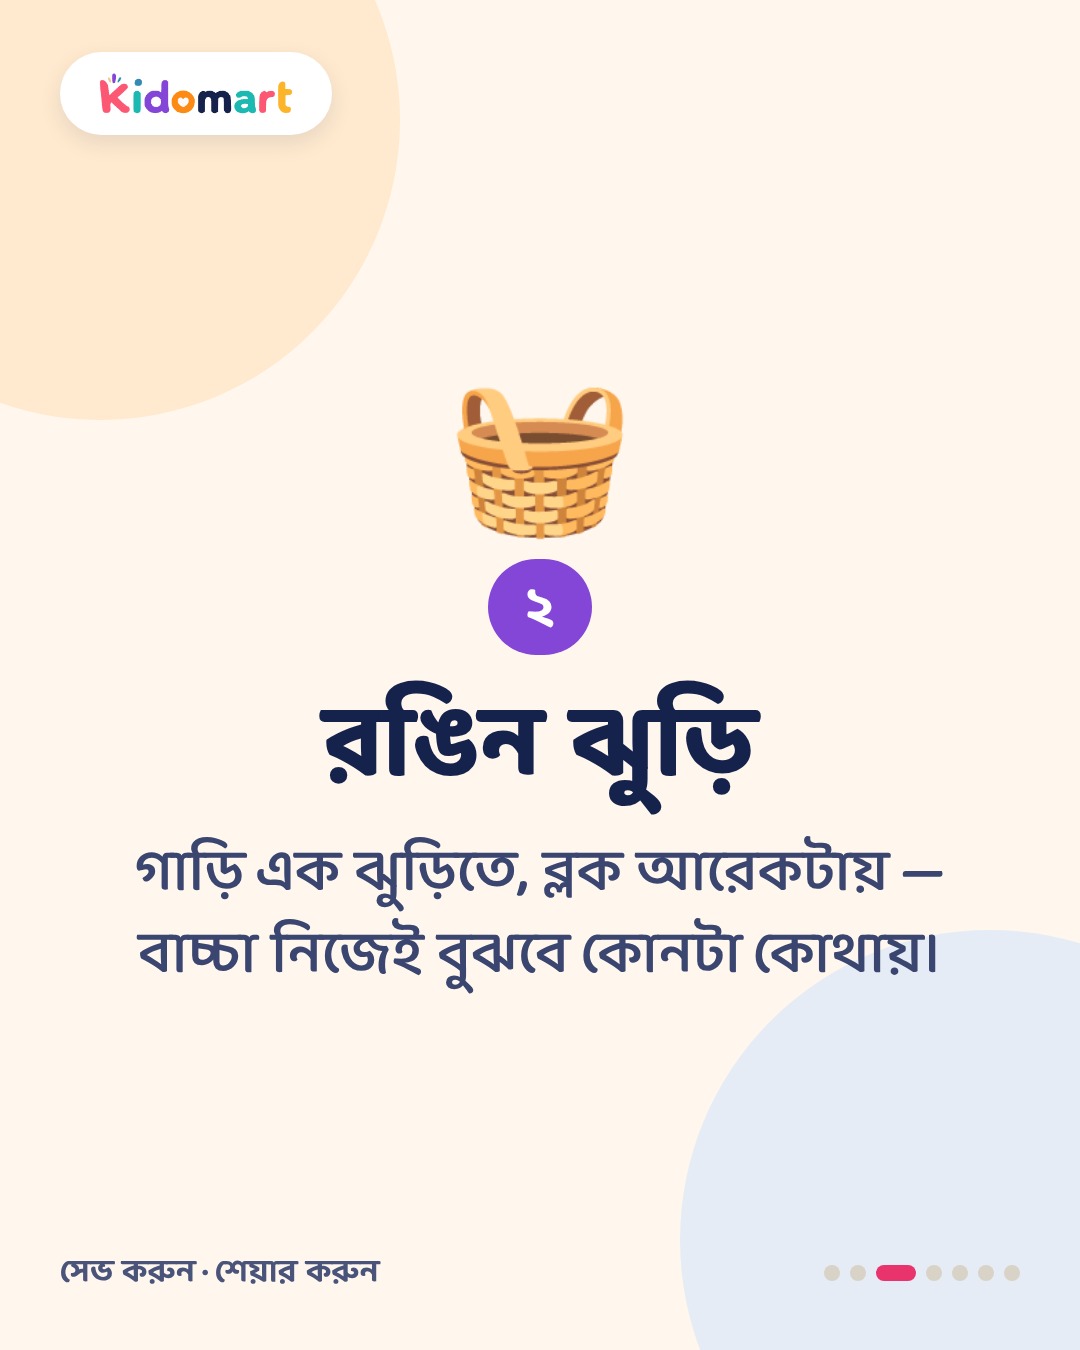 Kidomart
২
রঙিন ঝুড়ি
গাড়ি এক ঝুড়িতে, ব্লক আরেকটায় —
বাচ্চা নিজেই বুঝবে কোনটা কোথায়।
সেভ করুন · শেয়ার করুন